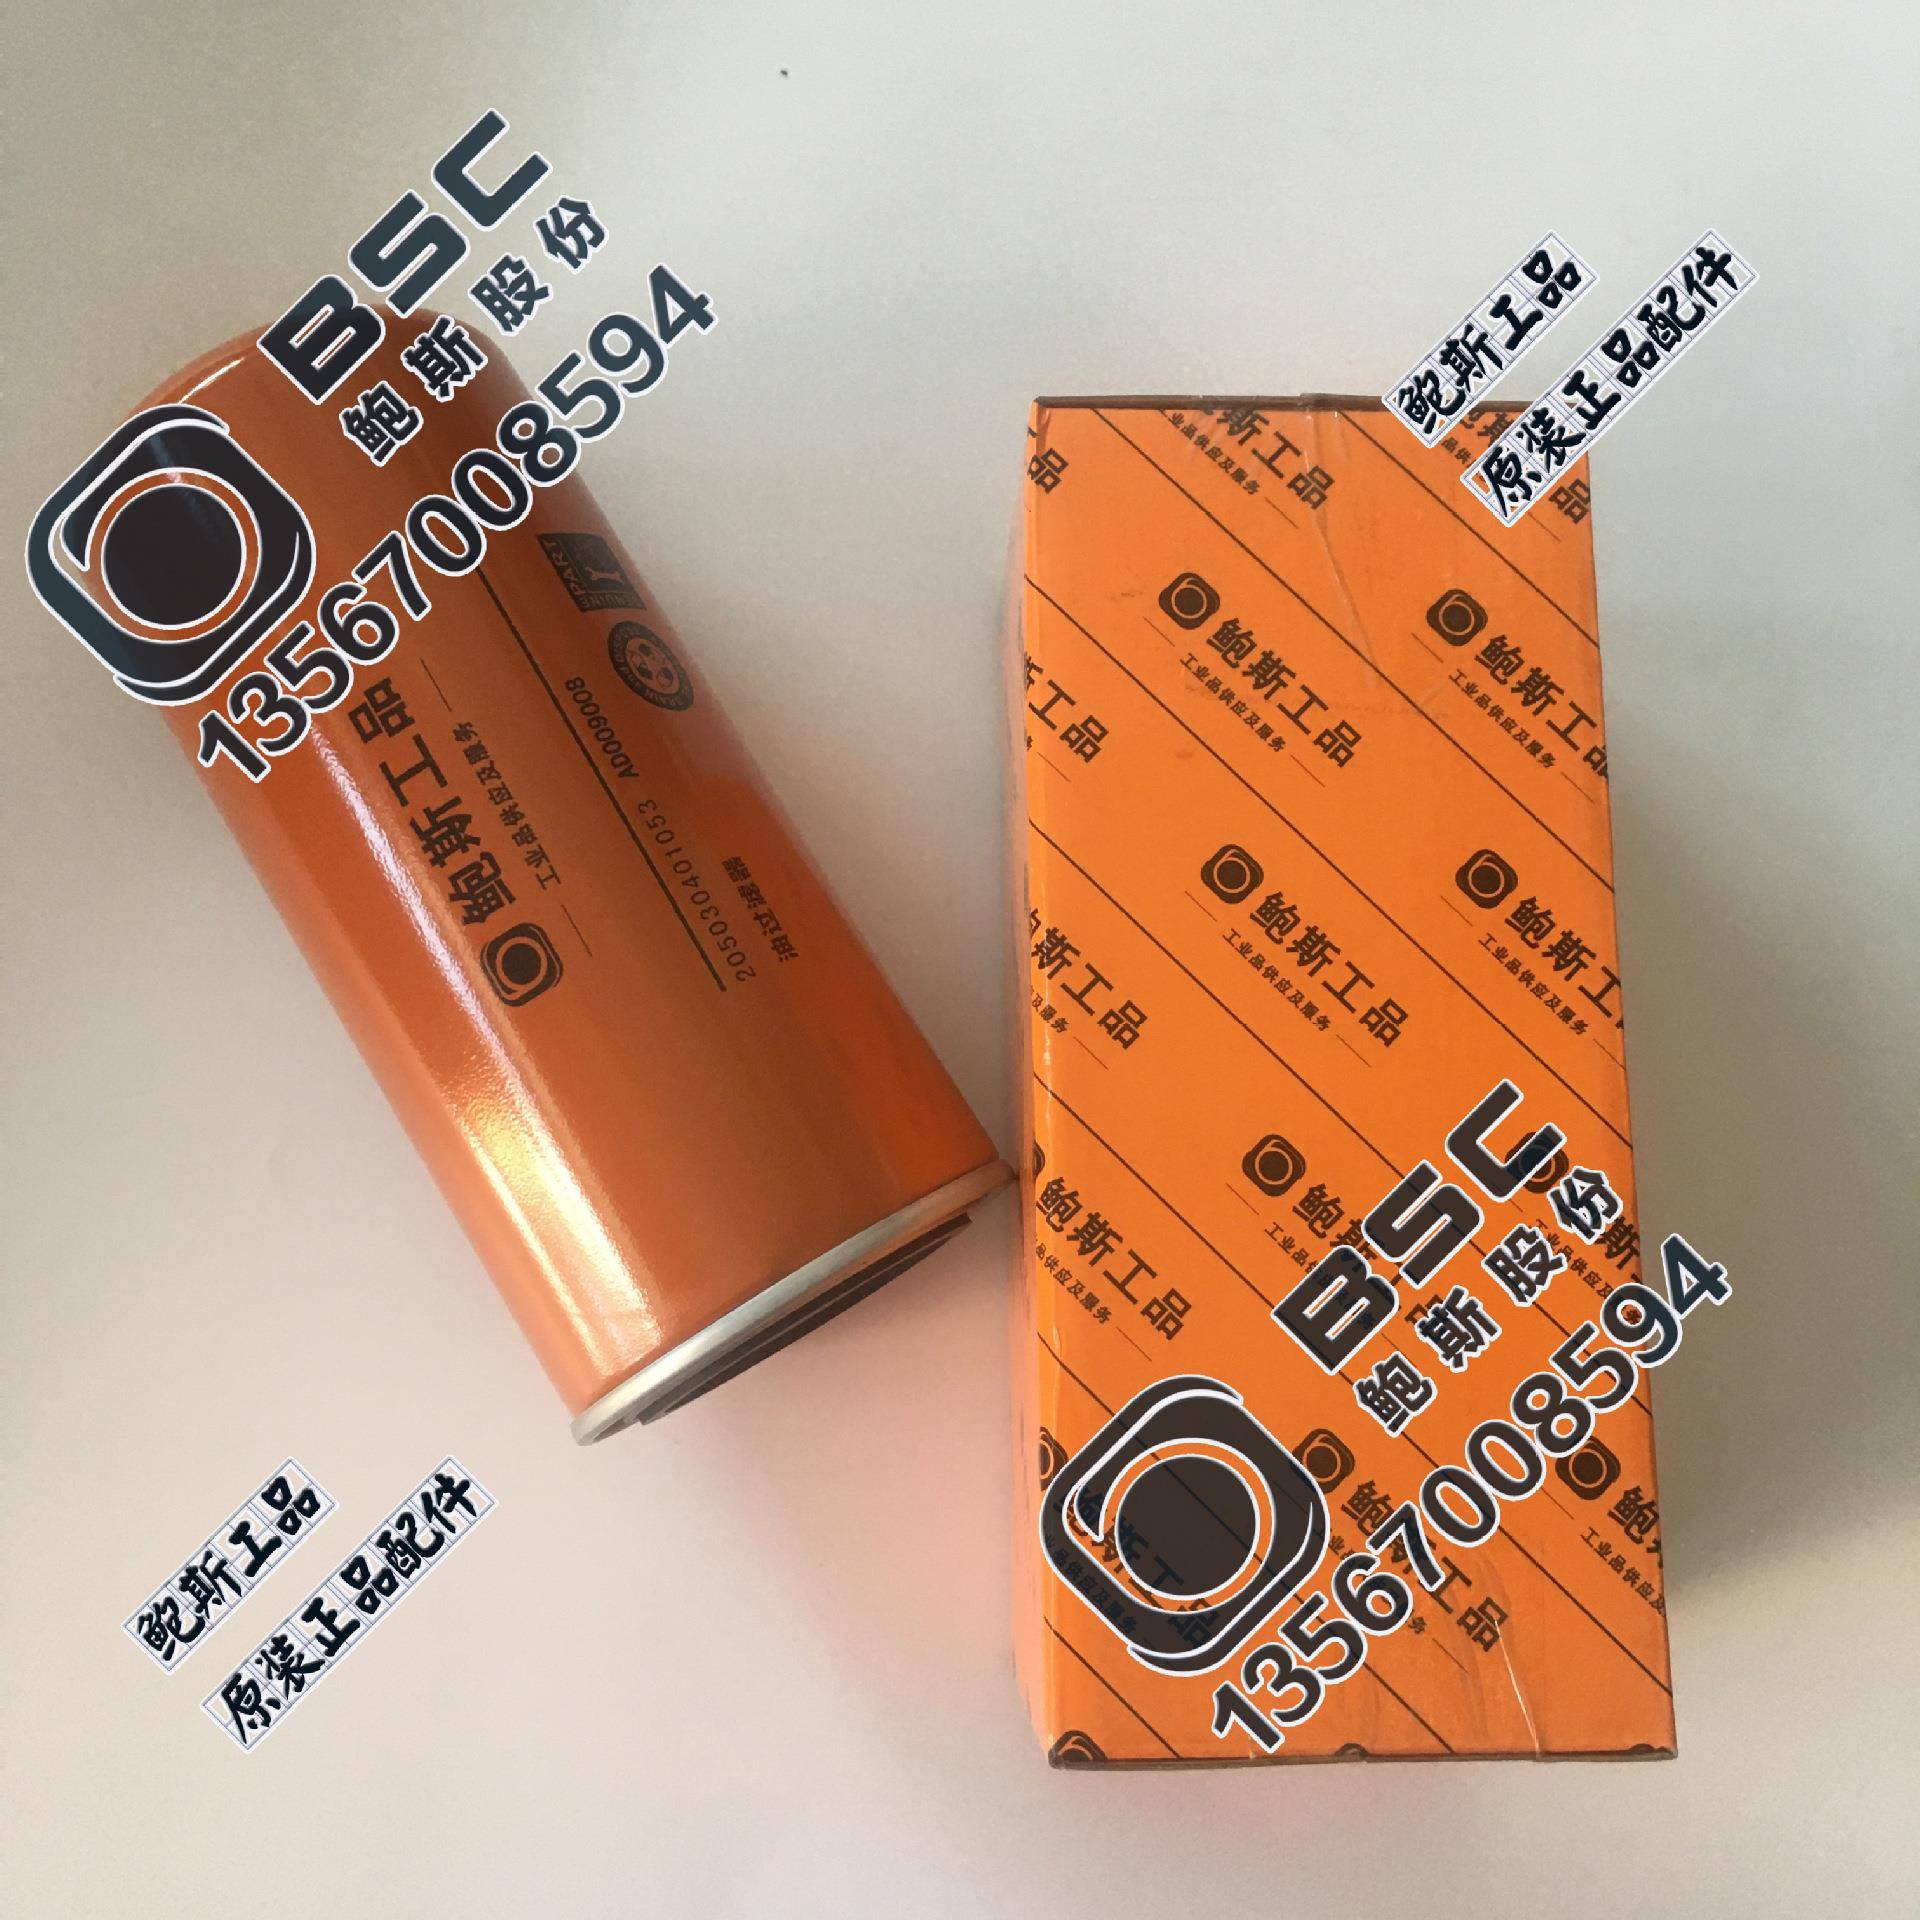 BSC
鲍斯股份
13567008594
鲍斯工品
工业品供应及服务
GENUINE PART
20503040
1053 AD009008
油过滤器
鲍斯工品
原装正品配件
鲍斯工品
工业品供应及服务
鲍斯工品
工业品供应及服务
鲍斯工品
工业品供应及服务
鲍斯工品
工业品供应及服务
鲍斯工品
工业品供应及服务
BSC
鲍斯股份
13567008594
鲍斯工品
原装正品配件